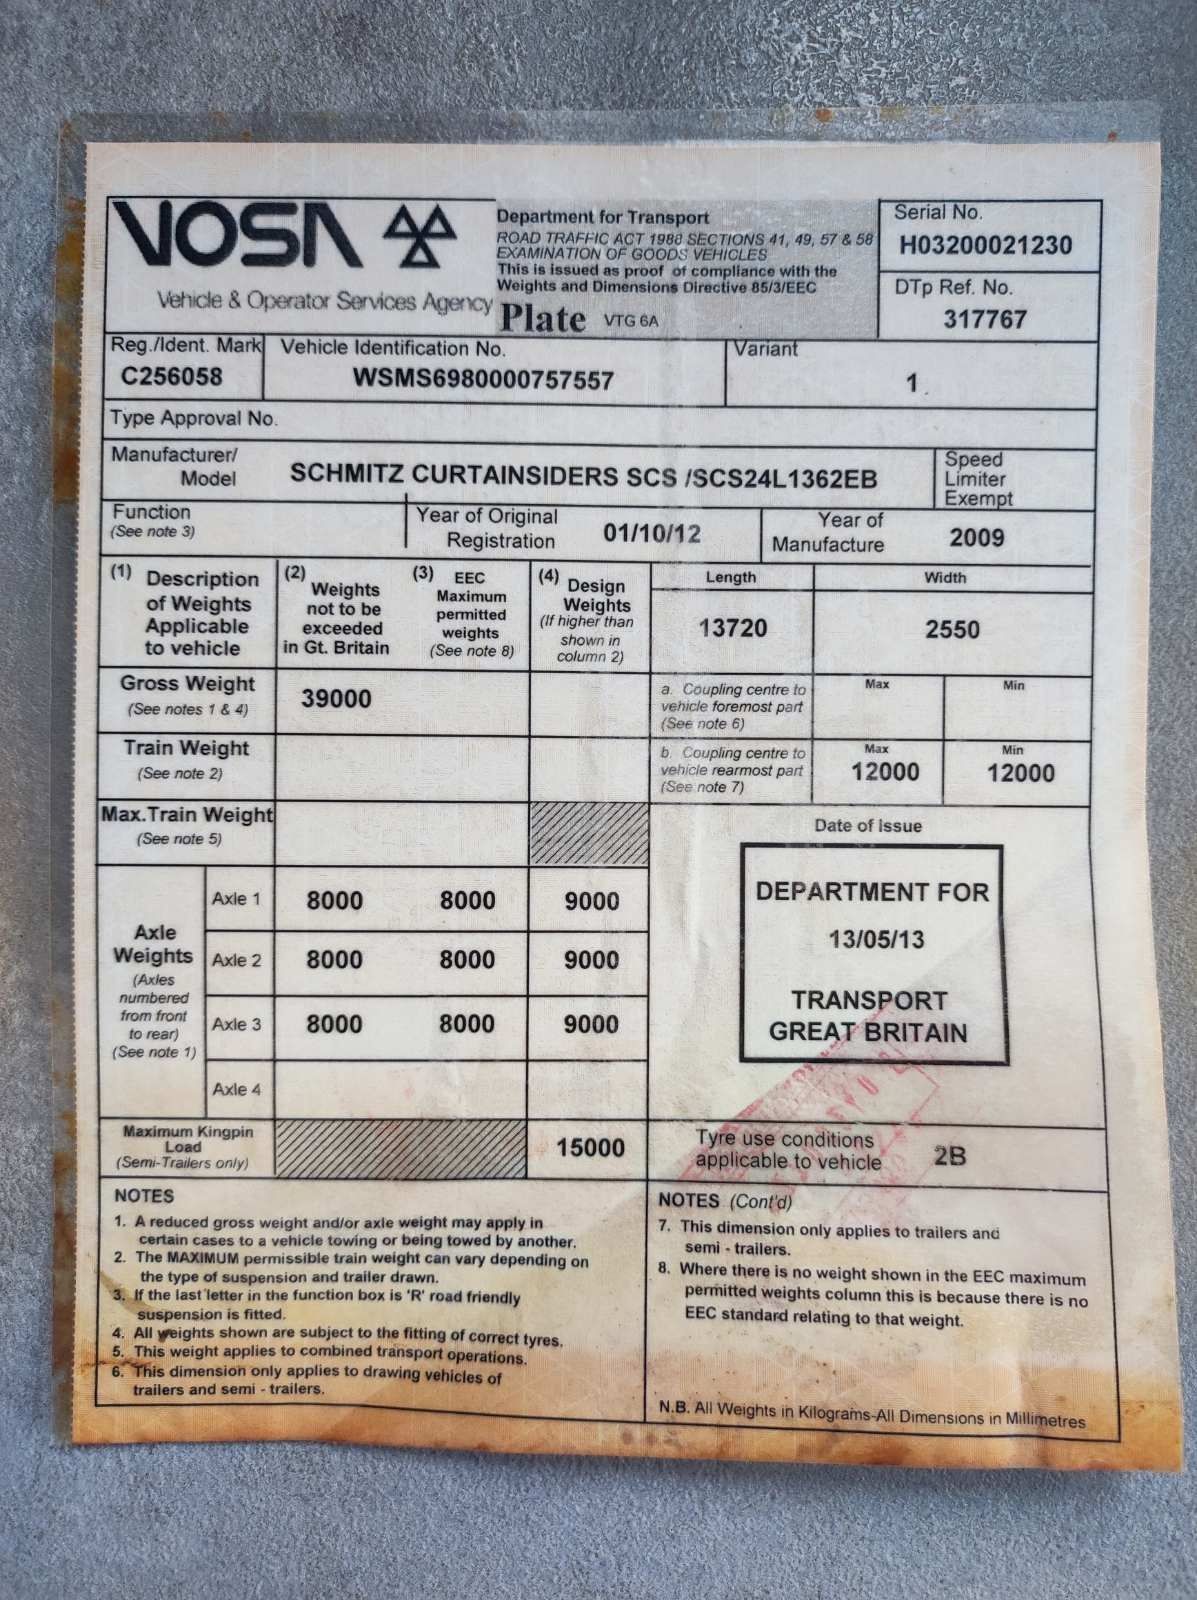 VOSA
Vehicle & Operator Services Agency
Department for Transport
ROAD TRAFFIC ACT 1988 SECTIONS 41, 49, 57 & 58
EXAMINATION OF GOODS VEHICLES
This is issued as proof of compliance with the
Weights and Dimensions Directive 85/3/EEC
Plate VTG 6A
Serial No.
H03200021230
DTp Ref. No.
317767
Reg./Ident. Mark
C256058
Vehicle Identification No.
WSMS6980000757557
Variant
1
Type Approval No.
Manufacturer/
Model
SCHMITZ CURTAINSIDERS SCS /SCS24L1362EB
Speed
Limiter
Exempt
Function
(See note 3)
Year of Original
Registration
01/10/12
Year of
Manufacture
2009
(1) Description
of Weights
Applicable
to vehicle
(2) Weights
not to be
exceeded
in Gt. Britain
(3) EEC
Maximum
permitted
weights
(See note 8)
(4) Design
Weights
(If higher than
shown in
column 2)
Length
13720
Width
2550
Gross Weight
(See notes 1 & 4)
39000
a. Coupling centre to
vehicle foremost part
(See note 6)
Max
Min
Train Weight
(See note 2)
b. Coupling centre to
vehicle rearmost part
(See note 7)
Max
12000
Min
12000
Max.Train Weight
(See note 5)
Axle
Weights
(Axles
numbered
from front
to rear)
(See note 1)
Axle 1 8000 8000 9000
Axle 2 8000 8000 9000
Axle 3 8000 8000 9000
Axle 4
Date of issue
DEPARTMENT FOR
13/05/13
TRANSPORT
GREAT BRITAIN
Maximum Kingpin
Load
(Semi-Trailers only)
15000
Tyre use conditions
applicable to vehicle
2B
NOTES
1. A reduced gross weight and/or axle weight may apply in
certain cases to a vehicle towing or being towed by another.
2. The MAXIMUM permissible train weight can vary depending on
the type of suspension and trailer drawn.
3. If the last letter in the function box is 'R' road friendly
suspension is fitted.
4. All weights shown are subject to the fitting of correct tyres.
5. This weight applies to combined transport operations.
6. This dimension only applies to drawing vehicles of
trailers and semi - trailers.
NOTES (Cont'd)
7. This dimension only applies to trailers and
semi - trailers.
8. Where there is no weight shown in the EEC maximum
permitted weights column this is because there is no
EEC standard relating to that weight.
N.B. All Weights in Kilograms-All Dimensions in Millimetres